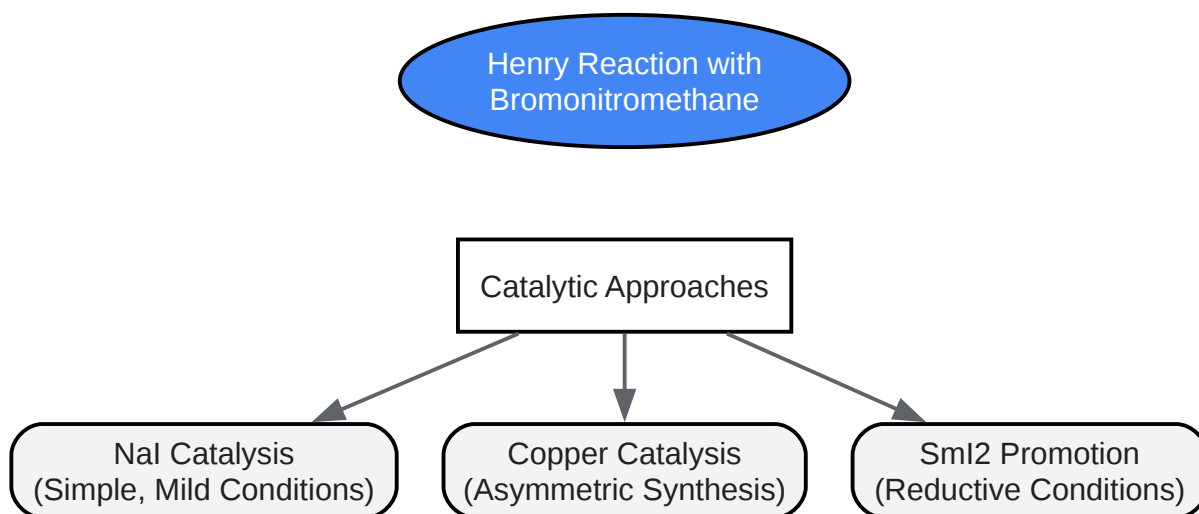 Henry Reaction with
Bromonitromethane
Catalytic Approaches
NaI Catalysis
(Simple, Mild Conditions)
Copper Catalysis
(Asymmetric Synthesis)
SmI2 Promotion
(Reductive Conditions)